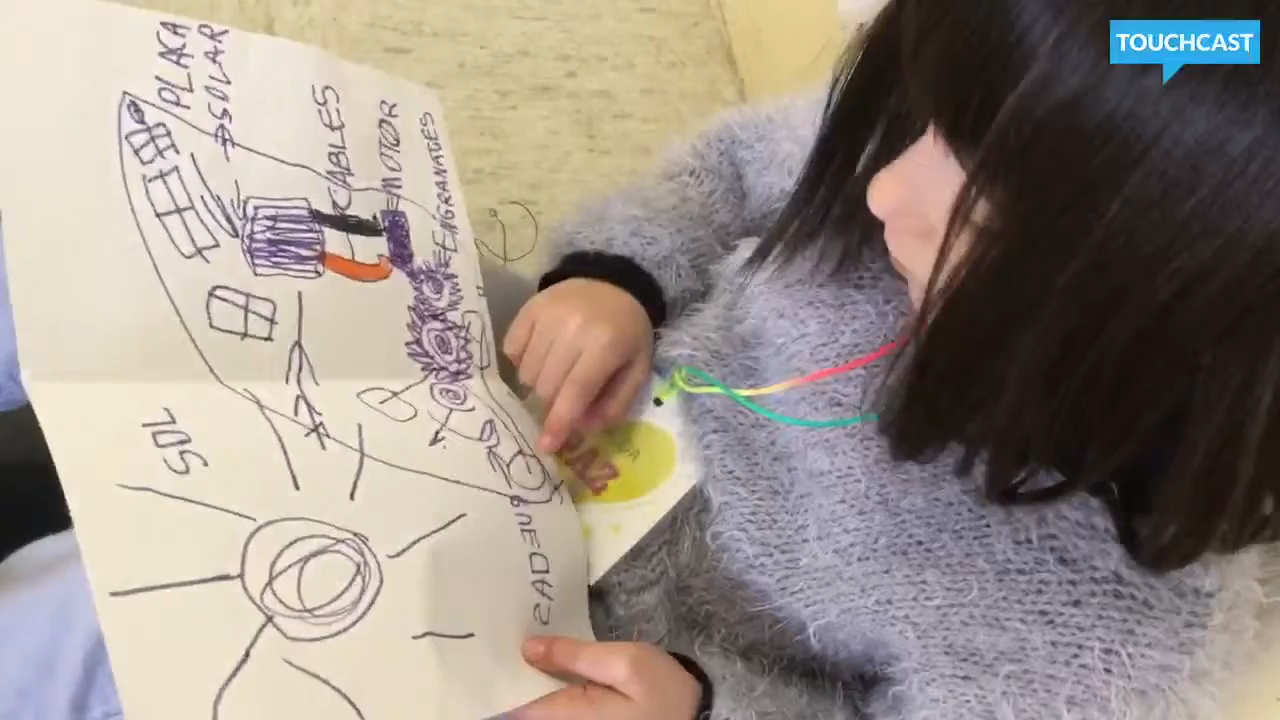 TOUCHCAST
PLACA
SOLAR
CABLES
MOTOR
ENGRANAGES
SOL
RUEDAS